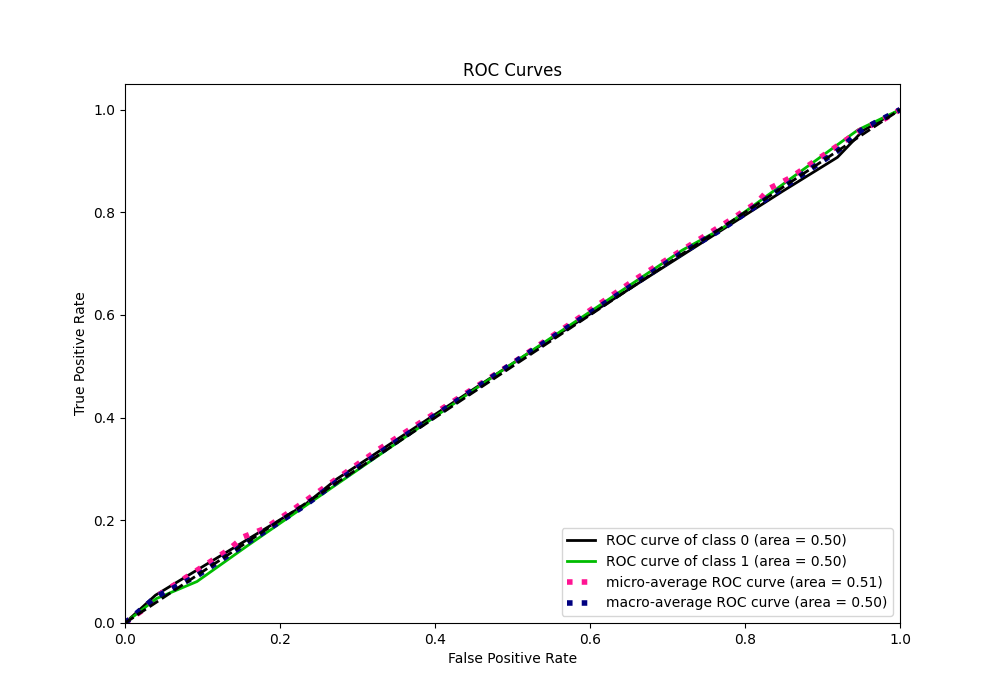 ROC Curves
True Positive Rate
1.0
0.8
0.6
0.4
0.2
0.0
ROC curve of class 0 (area = 0.50)
ROC curve of class 1 (area = 0.50)
micro-average ROC curve (area = 0.51)
macro-average ROC curve (area = 0.50)
0.0 0.2 0.4 0.6 0.8 1.0
False Positive Rate